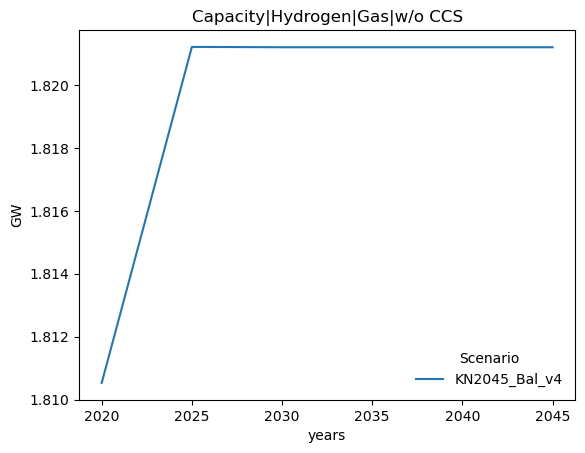 Capacity|Hydrogen|Gas|w/o CCS
1.820
1.818
1.816
1.814
1.812
1.810
GW
Scenario
KN2045_Bal_v4
2020 2025 2030 2035 2040 2045
years